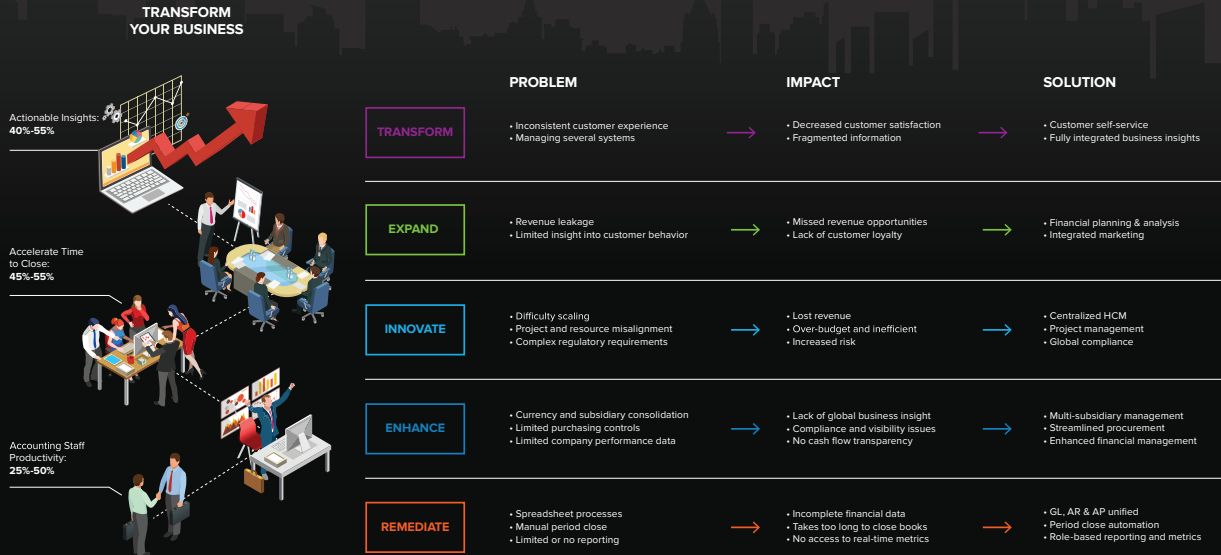 TRANSFORM
YOUR BUSINESS
Actionable Insights:
40%-55%
Accelerate Time
to Close:
45%-55%
Accounting Staff
Productivity:
25%-50%
PROBLEM
IMPACT
SOLUTION
TRANSFORM
• Inconsistent customer experience
• Managing several systems
• Decreased customer satisfaction
• Fragmented information
• Customer self-service
• Fully integrated business insights
EXPAND
• Revenue leakage
• Limited insight into customer behavior
• Missed revenue opportunities
• Lack of customer loyalty
• Financial planning & analysis
• Integrated marketing
INNOVATE
• Difficulty scaling
• Project and resource misalignment
• Complex regulatory requirements
• Lost revenue
• Over-budget and inefficient
• Increased risk
• Centralized HCM
• Project management
• Global compliance
ENHANCE
• Currency and subsidiary consolidation
• Limited purchasing controls
• Limited company performance data
• Lack of global business insight
• Compliance and visibility issues
• No cash flow transparency
• Multi-subsidiary management
• Streamlined procurement
• Enhanced financial management
REMEDIATE
• Spreadsheet processes
• Manual period close
• Limited or no reporting
• Incomplete financial data
• Takes too long to close books
• No access to real-time metrics
• GL, AR & AP unified
• Period close automation
• Role-based reporting and metrics